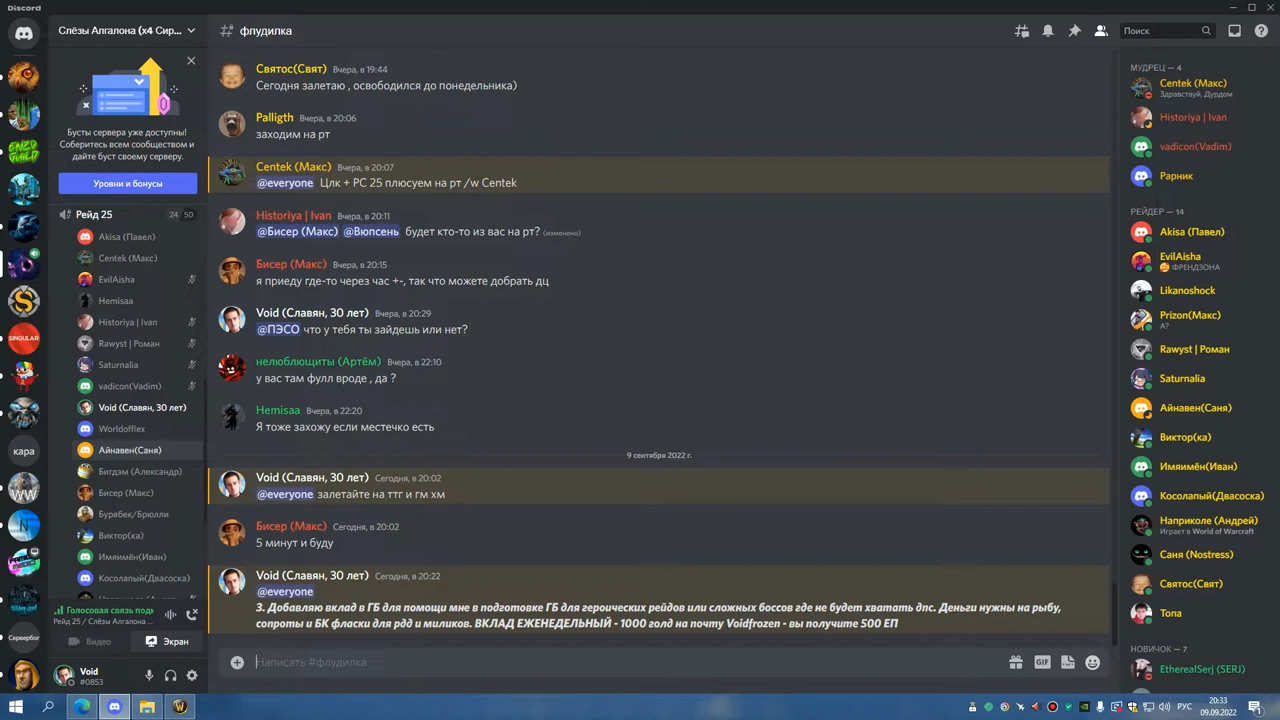 Discord
Слёзы Алгалона (x4 Сир...
Бусты сервера уже доступны!
Соберитесь всем сообществом и
дайте буст своему серверу.
Уровни и бонусы
Рейд 25 24 50
Akisa (Павел)
Centek (Макс)
EvilAisha
Hemisaa
Historiya | Ivan
Rawyst | Роман
Saturnalia
vadicon(Vadim)
Void (Славян, 30 лет)
Worldofflex
Айнавен(Саня)
Бигдэм (Александр)
Бисер (Макс)
Бурябек/Брюлли
Виктор(ка)
Имяимён(Иван)
Косолапый(Двасоска)
Голосовая связь подк
Рейд 25 / Слёзы Алгалона ...
Видео
Экран
Void
#0853
ENZO GUILD
SINGULAR
кара
WW
Серверbot
флудилка
Поиск
Святос(Свят) Вчера, в 19:44
Сегодня залетаю , освободился до понедельника)
Palligth Вчера, в 20:06
заходим на рт
Centek (Макс) Вчера, в 20:07
@everyone Цлк + РС 25 плюсуем на рт /w Centek
Historiya | Ivan Вчера, в 20:11
@Бисер (Макс) @Вюпсень будет кто-то из вас на рт? (изменено)
Бисер (Макс) Вчера, в 20:15
я приеду где-то через час +-, так что можете добрать дц
Void (Славян, 30 лет) Вчера, в 20:29
@ПЭСО что у тебя ты зайдешь или нет?
нелюблющиты (Артём) Вчера, в 22:10
у вас там фулл вроде , да ?
Hemisaa Вчера, в 22:20
Я тоже захожу если местечко есть
9 сентября 2022 г.
Void (Славян, 30 лет) Сегодня, в 20:02
@everyone залетайте на ттг и гм хм
Бисер (Макс) Сегодня, в 20:02
5 минут и буду
Void (Славян, 30 лет) Сегодня, в 20:22
@everyone
3. Добавляю вклад в ГБ для помощи мне в подготовке ГБ для героических рейдов или сложных боссов где не будет хватать дпс. Деньги нужны на рыбу,
сопроты и БК фласки для рдд и миликов. ВКЛАД ЕЖЕНЕДЕЛЬНЫЙ - 1000 голд на почту Voidfrozen - вы получите 500 ЕП
Написать #флудилка
GIF
МУДРЕЦ — 4
Centek (Макс)
Здравствуй, Дурдом
Historiya | Ivan
vadicon(Vadim)
Рарник
РЕЙДЕР — 14
Akisa (Павел)
EvilAisha
ФРЕНДЗОНА
Likanoshock
Prizon(Макс)
А?
Rawyst | Роман
Saturnalia
Айнавен(Саня)
Виктор(ка)
Имяимён(Иван)
Косолапый(Двасоска)
Наприколе (Андрей)
Играет в World of Warcraft
Саня (Nostress)
Святос(Свят)
Топа
НОВИЧОК — 7
EtherealSerj (SERJ)
РУС
20:33
09.09.2022